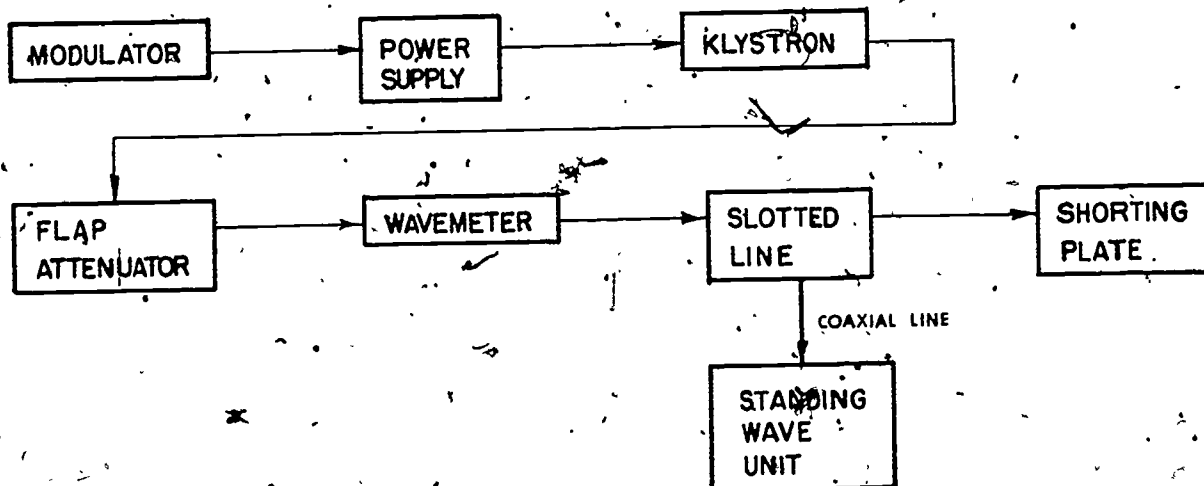 MODULATOR
POWER
SUPPLY
KLYSTRON
FLAP
ATTENUATOR
WAVEMETER
SLOTTED
LINE
SHORTING
PLATE
COAXIAL LINE
STANDING
WAVE
UNIT